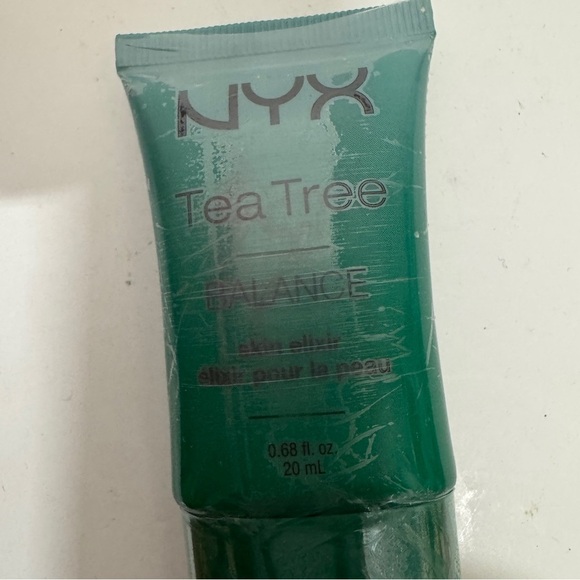 NYX
Tea Tree
BALANCE
skin elixir
élixir pour la peau
0.68 fl. oz.
20 mL